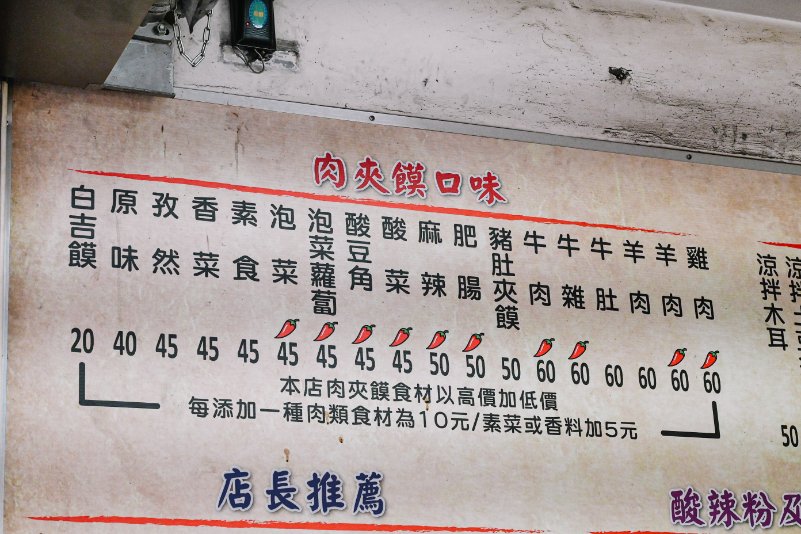 肉夾饃口味
白吉饃 20
原味 40
孜然 45
香菜 45
素食 45
泡菜 45
泡菜蘿蔔 45
酸豆角 45
酸菜 45
麻辣 50
肥腸 50
豬肚夾饃 50
牛肉 60
牛雜 60
牛肚 60
羊肉 60
羊肉 60
雞肉 60
本店肉夾饃食材以高價加低價
每添加一種肉類食材為10元/素菜或香料加5元
涼拌木耳 50
涼拌
店長推薦
酸辣粉及